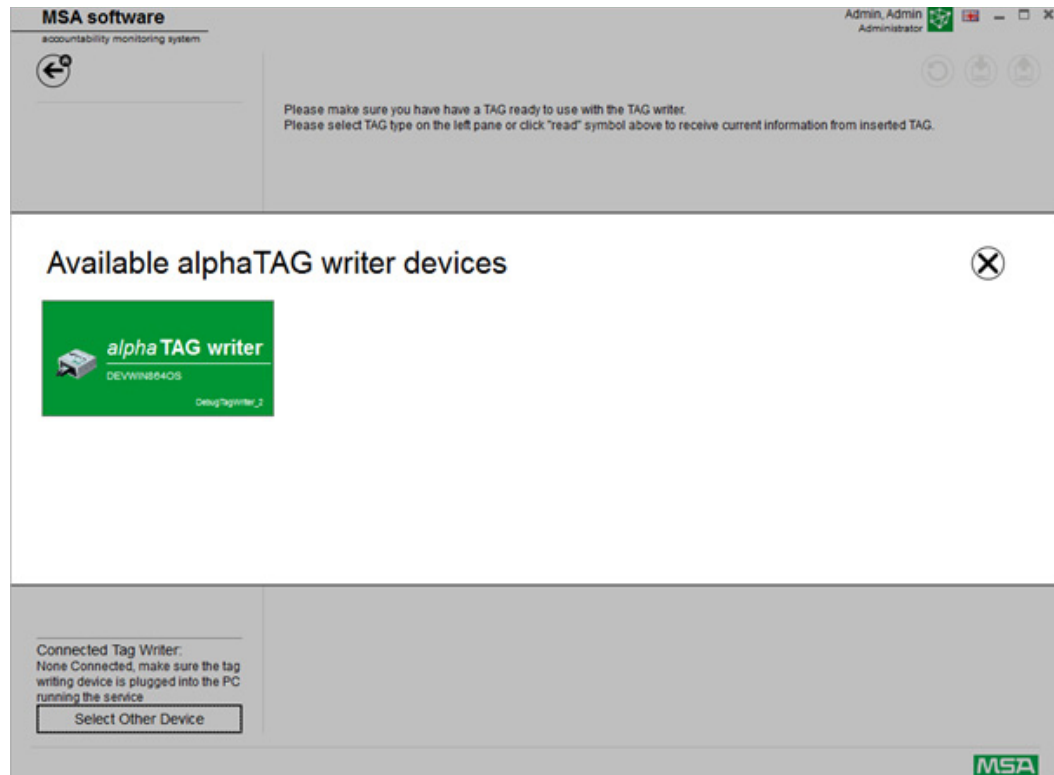 MSA software
accountability monitoring system
Admin, Admin
Administrator
Please make sure you have have a TAG ready to use with the TAG writer.
Please select TAG type on the left pane or click "read" symbol above to receive current information from inserted TAG.
Available alphaTAG writer devices
alphaTAG writer
DEVWIN864OS
DebugTagWriter_2
Connected Tag Writer:
None Connected, make sure the tag
writing device is plugged into the PC
running the service
Select Other Device
MSA